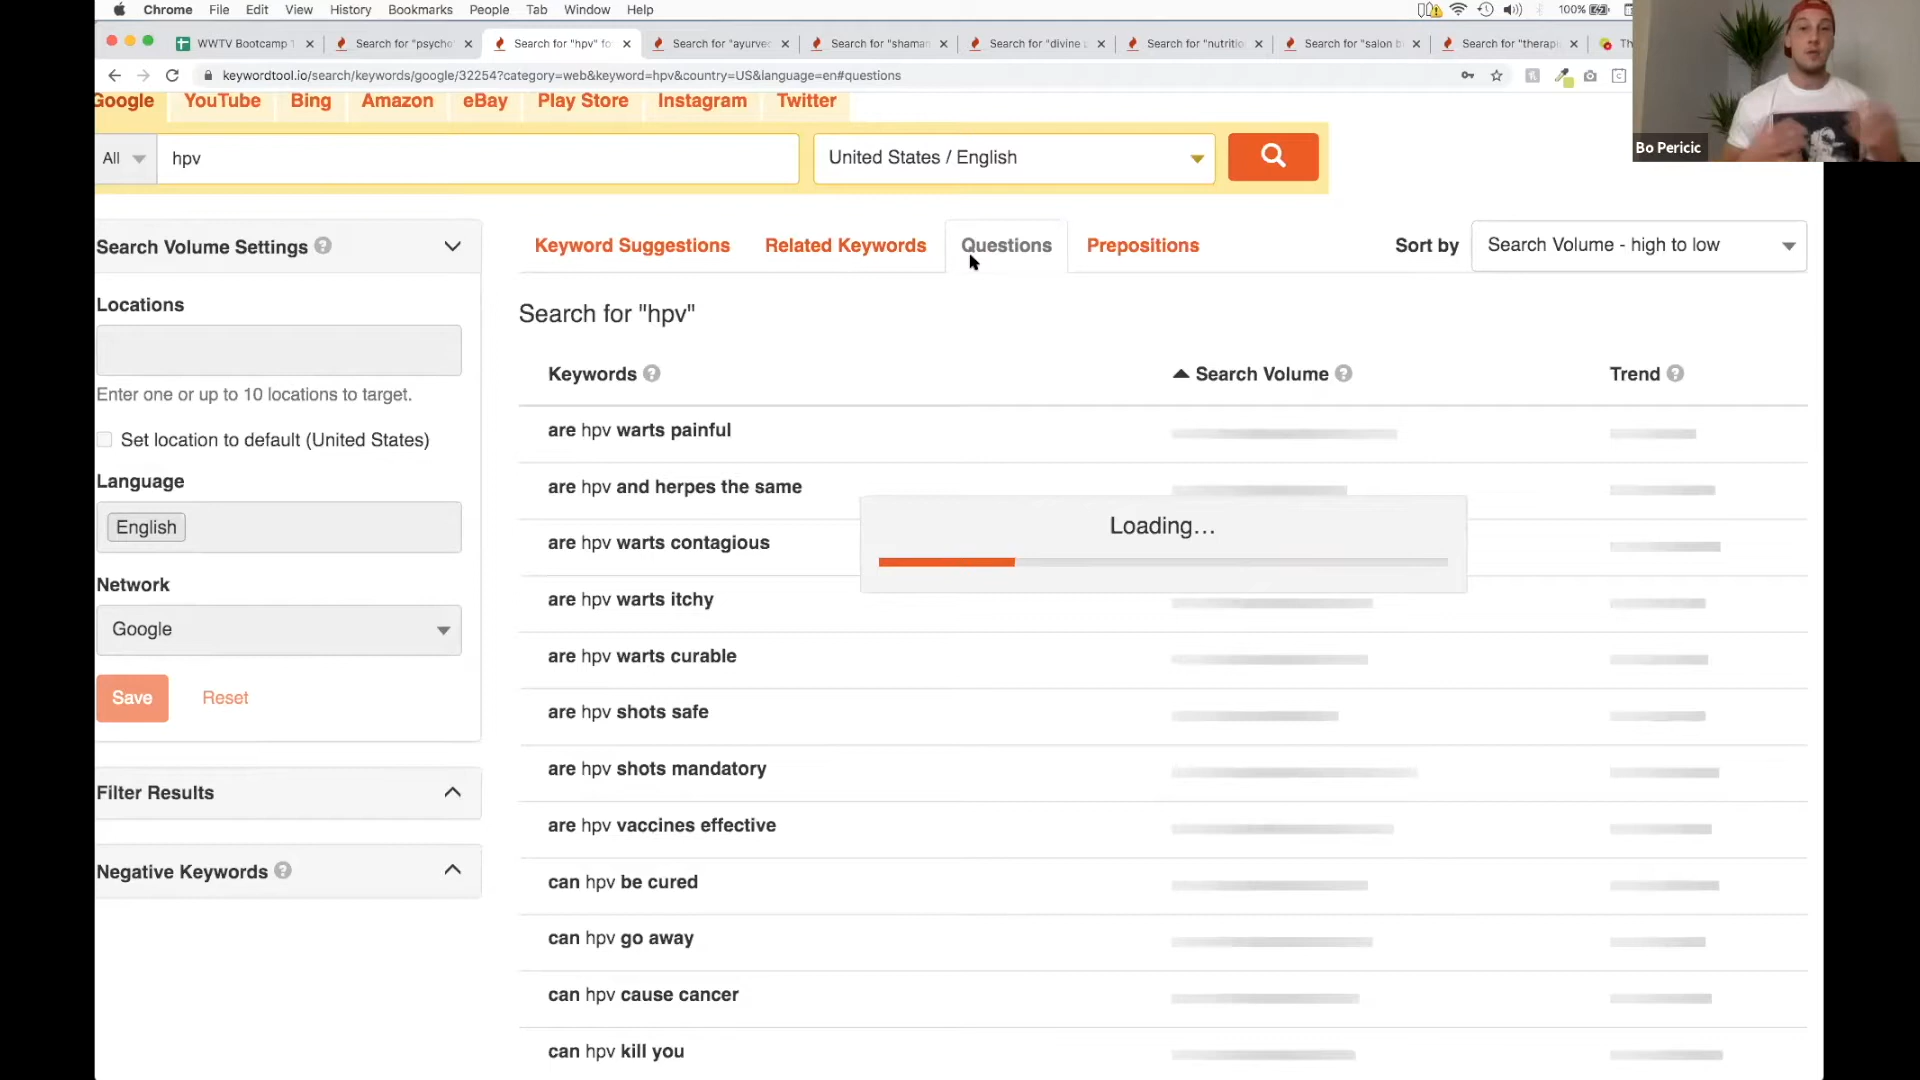 Chrome File Edit View History Bookmarks People Tab Window Help 100%
WWTV Bootcamp Search for "psycho Search for "hpv" fo Search for "ayurve Search for "shaman Search for "divine Search for "nutritio Search for "salon b Search for "therapi Th
keywordtool.io/search/keywords/google/32254?category=web&keyword=hpv&country=US&language=en#questions
Google YouTube Bing Amazon eBay Play Store Instagram Twitter
Bo Pericic
All hpv United States / English
Search Volume Settings ? Keyword Suggestions Related Keywords Questions Prepositions Sort by Search Volume - high to low
Locations
Search for "hpv"
Enter one or up to 10 locations to target.
Keywords ? Search Volume ? Trend ?
Set location to default (United States)
Language
English
Network
Google
Save Reset
Filter Results
Negative Keywords ?
are hpv warts painful
are hpv and herpes the same
Loading...
are hpv warts contagious
are hpv warts itchy
are hpv warts curable
are hpv shots safe
are hpv shots mandatory
are hpv vaccines effective
can hpv be cured
can hpv go away
can hpv cause cancer
can hpv kill you